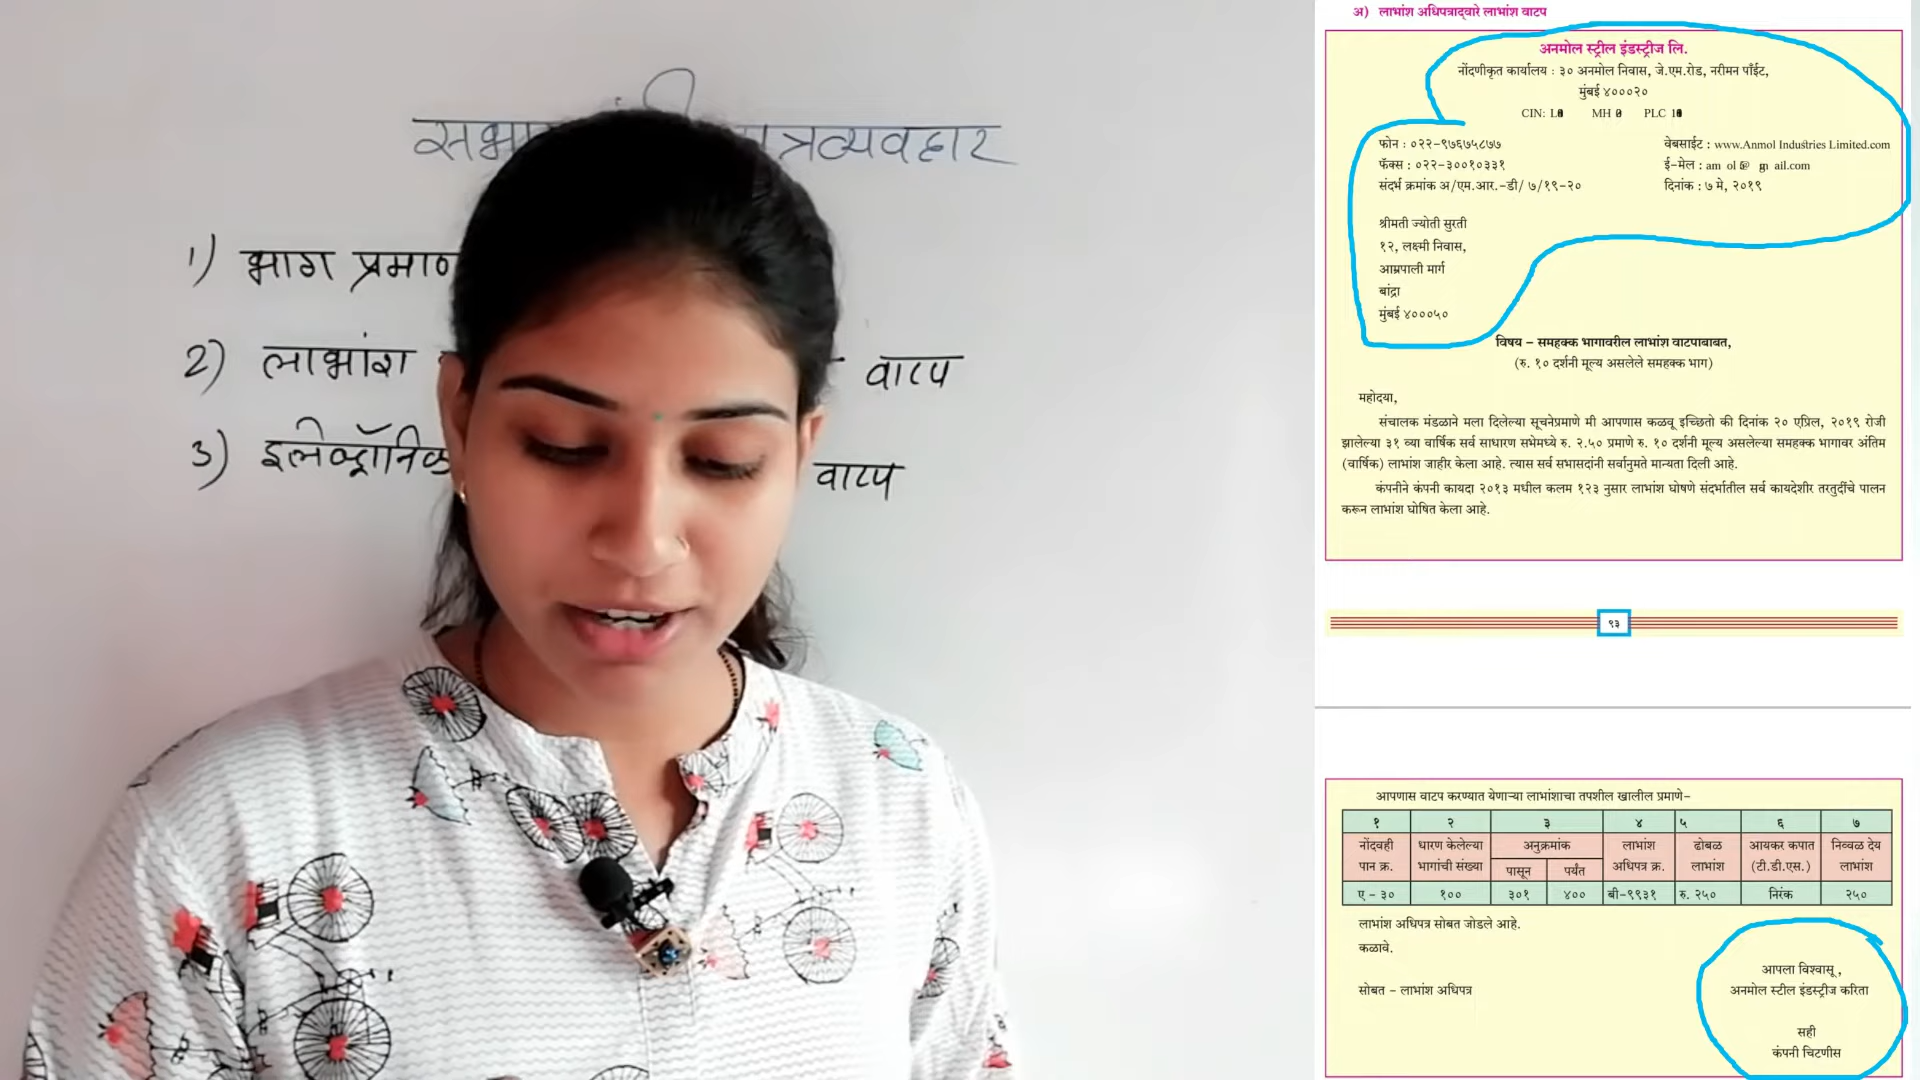 सभा
त्रव्यवहार
१) भाग प्रमाण
2) लाभांश वाटप
3) इलेक्ट्रॉनिक वाटप
अ) लाभांश अधिपत्राद्वारे लाभांश वाटप
अनमोल स्ट्रील इंडस्ट्रीज लि.
नोंदणीकृत कार्यालय : ३० अनमोल निवास, जे.एम.रोड, नरीमन पाँईट,
मुंबई ४०००२०
CIN: MH PLC
फोन : ०२२-९७६७५८७७ वेबसाईट : www.Anmol Industries Limited.com
फॅक्स : ०२२-३००१०३३१ ई-मेल :
संदर्भ क्रमांक अ/एम.आर.-डी/ ७/१९-२० दिनांक : ७ मे, २०१९
श्रीमती ज्योती सुरती
१२, लक्ष्मी निवास,
आम्रपाली मार्ग
बांद्रा
मुंबई ४०००५०
विषय – समहक्क भागावरील लाभांश वाटपाबाबत,
(रु. १० दर्शनी मूल्य असलेले समहक्क भाग)
महोदया,
संचालक मंडळाने मला दिलेल्या सूचनेप्रमाणे मी आपणास कळवू इच्छितो की दिनांक २० एप्रिल, २०१९ रोजी
झालेल्या ३१ व्या वार्षिक सर्व साधारण सभेमध्ये रु. २.५० प्रमाणे रु. १० दर्शनी मूल्य असलेल्या समहक्क भागावर अंतिम
(वार्षिक) लाभांश जाहीर केला आहे. त्यास सर्व सभासदांनी सर्वानुमते मान्यता दिली आहे.
कंपनीने कंपनी कायदा २०१३ मधील कलम १२३ नुसार लाभांश घोषणे संदर्भातील सर्व कायदेशीर तरतुदींचे पालन
करून लाभांश घोषित केला आहे.
९३
आपणास वाटप करण्यात येणाऱ्या लाभांशाचा तपशील खालील प्रमाणे–
१ २ ३ ४ ५ ६ ७
नोंदवही धारण केलेल्या अनुक्रमांक लाभांश ढोबळ आयकर कपात निव्वळ देय
पान क्र. भागांची संख्या पासून पर्यंत अधिपत्र क्र. लाभांश (टी.डी.एस.) लाभांश
ए – ३० १०० ३०१ ४०० बी-९९३१ रु. २५० निरंक २५०
लाभांश अधिपत्र सोबत जोडले आहे.
कळावे.
आपला विश्वासू ,
सोबत – लाभांश अधिपत्र अनमोल स्टील इंडस्ट्रीज करिता
सही
कंपनी चिटणीस